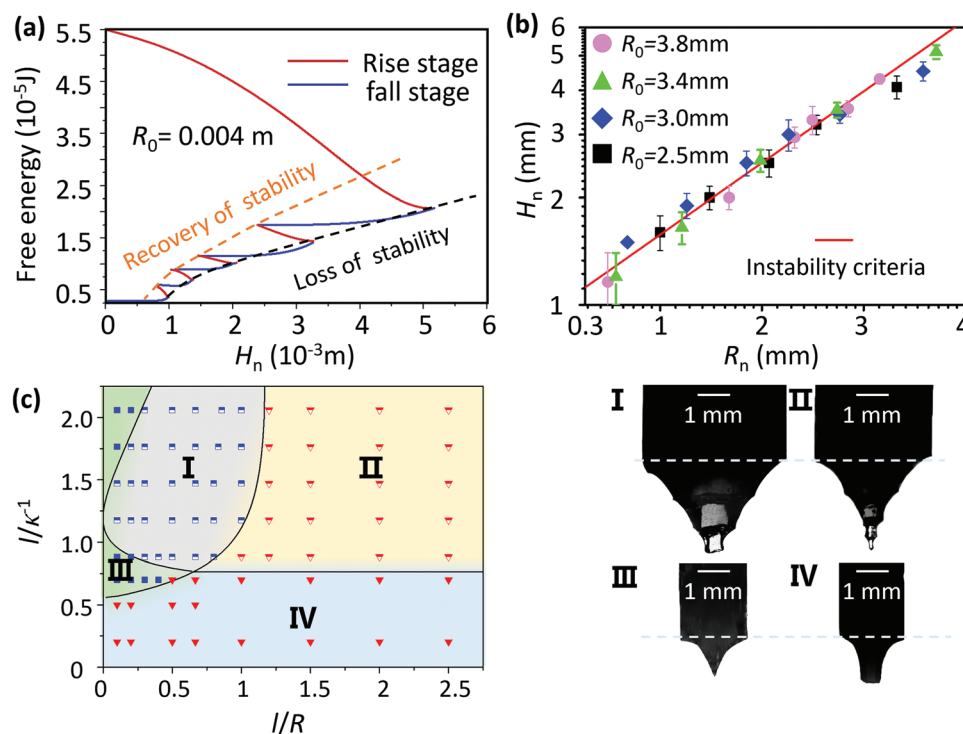 (a)
5.5
4.5
3.5
2.5
1.5
0.5
Free energy (10⁻⁵J)
Rise stage
fall stage
R₀= 0.004 m
Recovery of stability
Loss of stability
0 1 2 3 4 5 6
Hₙ (10⁻³m)
(b)
6
5
4
3
2
1
Hₙ (mm)
R₀=3.8mm
R₀=3.4mm
R₀=3.0mm
R₀=2.5mm
Instability criteria
0.3 1 2 3 4
Rₙ (mm)
(c)
2.0
1.5
1.0
0.5
0
l/κ⁻¹
I
II
III
IV
0 0.5 1.0 1.5 2.0 2.5
l/R
I
1 mm
II
1 mm
III
1 mm
IV
1 mm